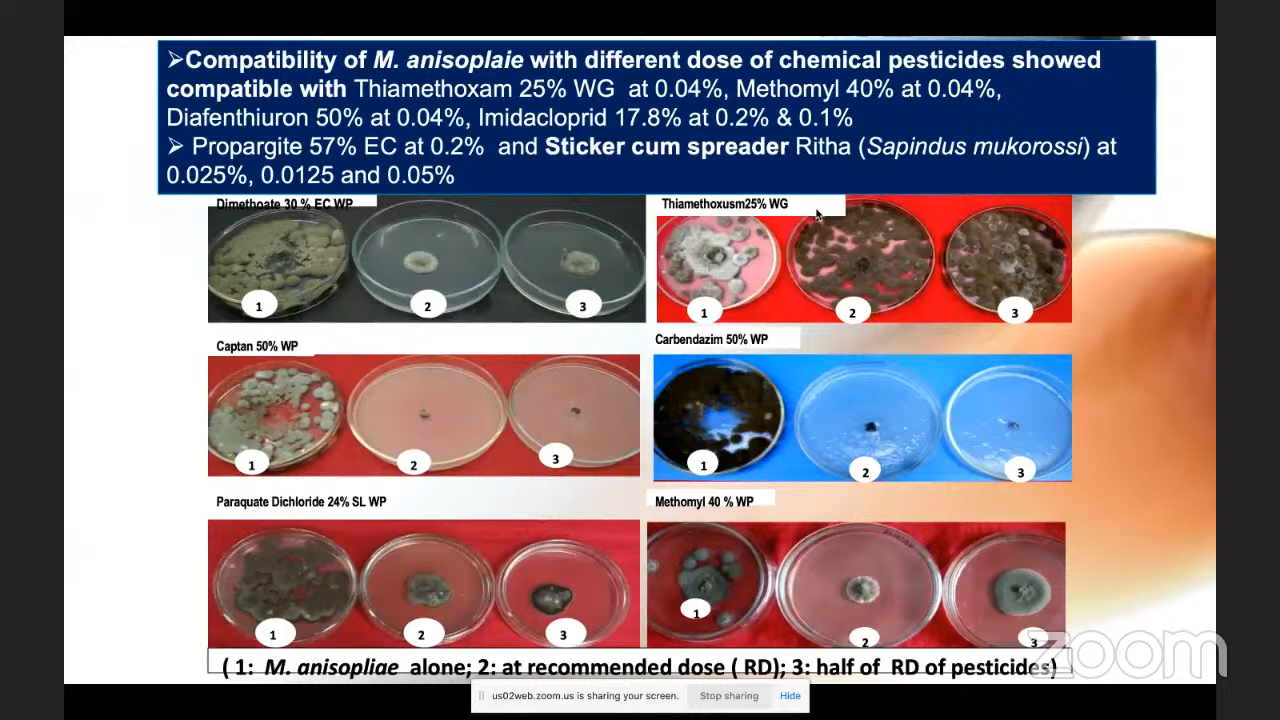 ➢Compatibility of M. anisoplaie with different dose of chemical pesticides showed
compatible with Thiamethoxam 25% WG at 0.04%, Methomyl 40% at 0.04%,
Diafenthiuron 50% at 0.04%, Imidacloprid 17.8% at 0.2% & 0.1%
➢ Propargite 57% EC at 0.2% and Sticker cum spreader Ritha (Sapindus mukorossi) at
0.025%, 0.0125 and 0.05%
Dimethoate 30 % EC WP
Thiamethoxusm25% WG
1
2
3
1
2
3
Captan 50% WP
Carbendazim 50% WP
1
2
3
1
2
3
Paraquate Dichloride 24% SL WP
Methomyl 40 % WP
1
2
3
1
2
3
( 1: M. anisopliae alone; 2: at recommended dose ( RD); 3: half of RD of pesticides)
zoom
us02web.zoom.us is sharing your screen.
Stop sharing
Hide